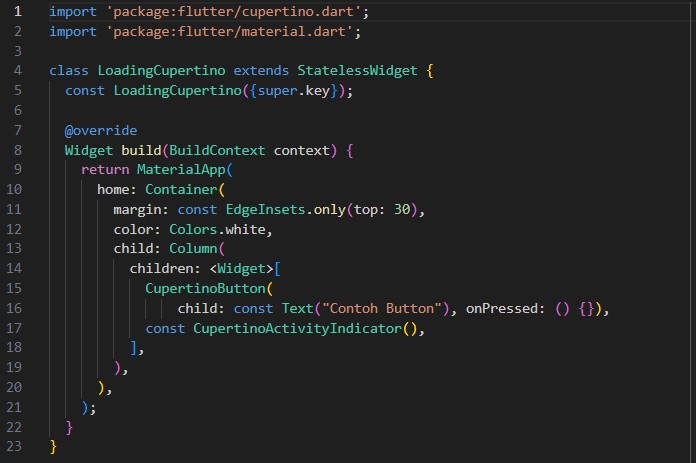 1 import 'package:flutter/cupertino.dart';
2 import 'package:flutter/material.dart';
3
4 class LoadingCupertino extends StatelessWidget {
5   const LoadingCupertino({super.key});
6
7   @override
8   Widget build(BuildContext context) {
9     return MaterialApp(
10       home: Container(
11         margin: const EdgeInsets.only(top: 30),
12         color: Colors.white,
13         child: Column(
14           children: <Widget>[
15             CupertinoButton(
16                 child: const Text("Contoh Button"), onPressed: () {}),
17             const CupertinoActivityIndicator(),
18           ],
19         ),
20       ),
21     );
22   }
23 }